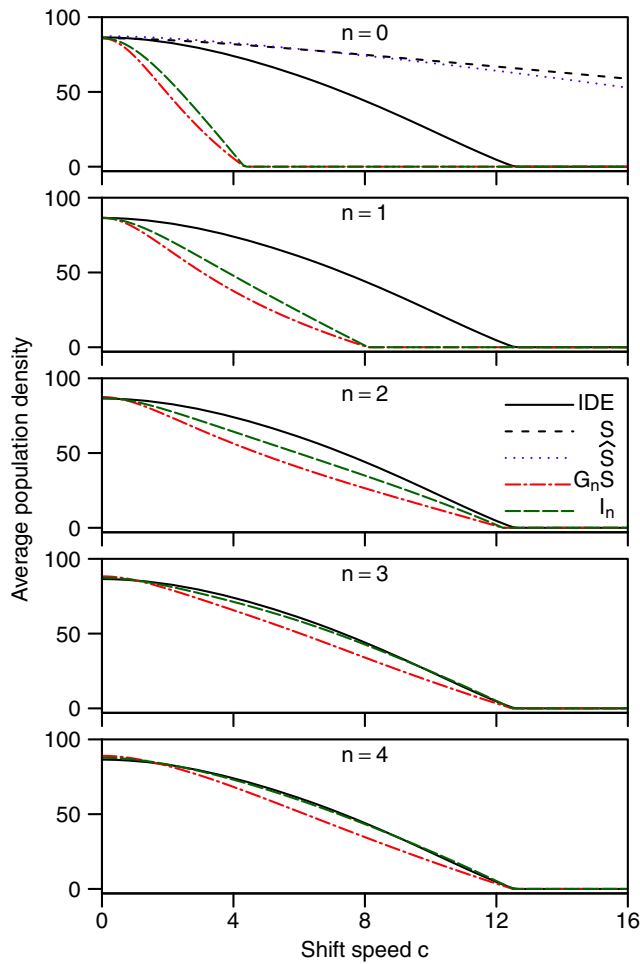 100
n = 0
50
0
100
n = 1
50
0
100
n = 2
IDE
S
Ŝ
GnS
In
50
0
100
n = 3
50
0
100
n = 4
50
0
0 4 8 12 16
Shift speed c
Average population density